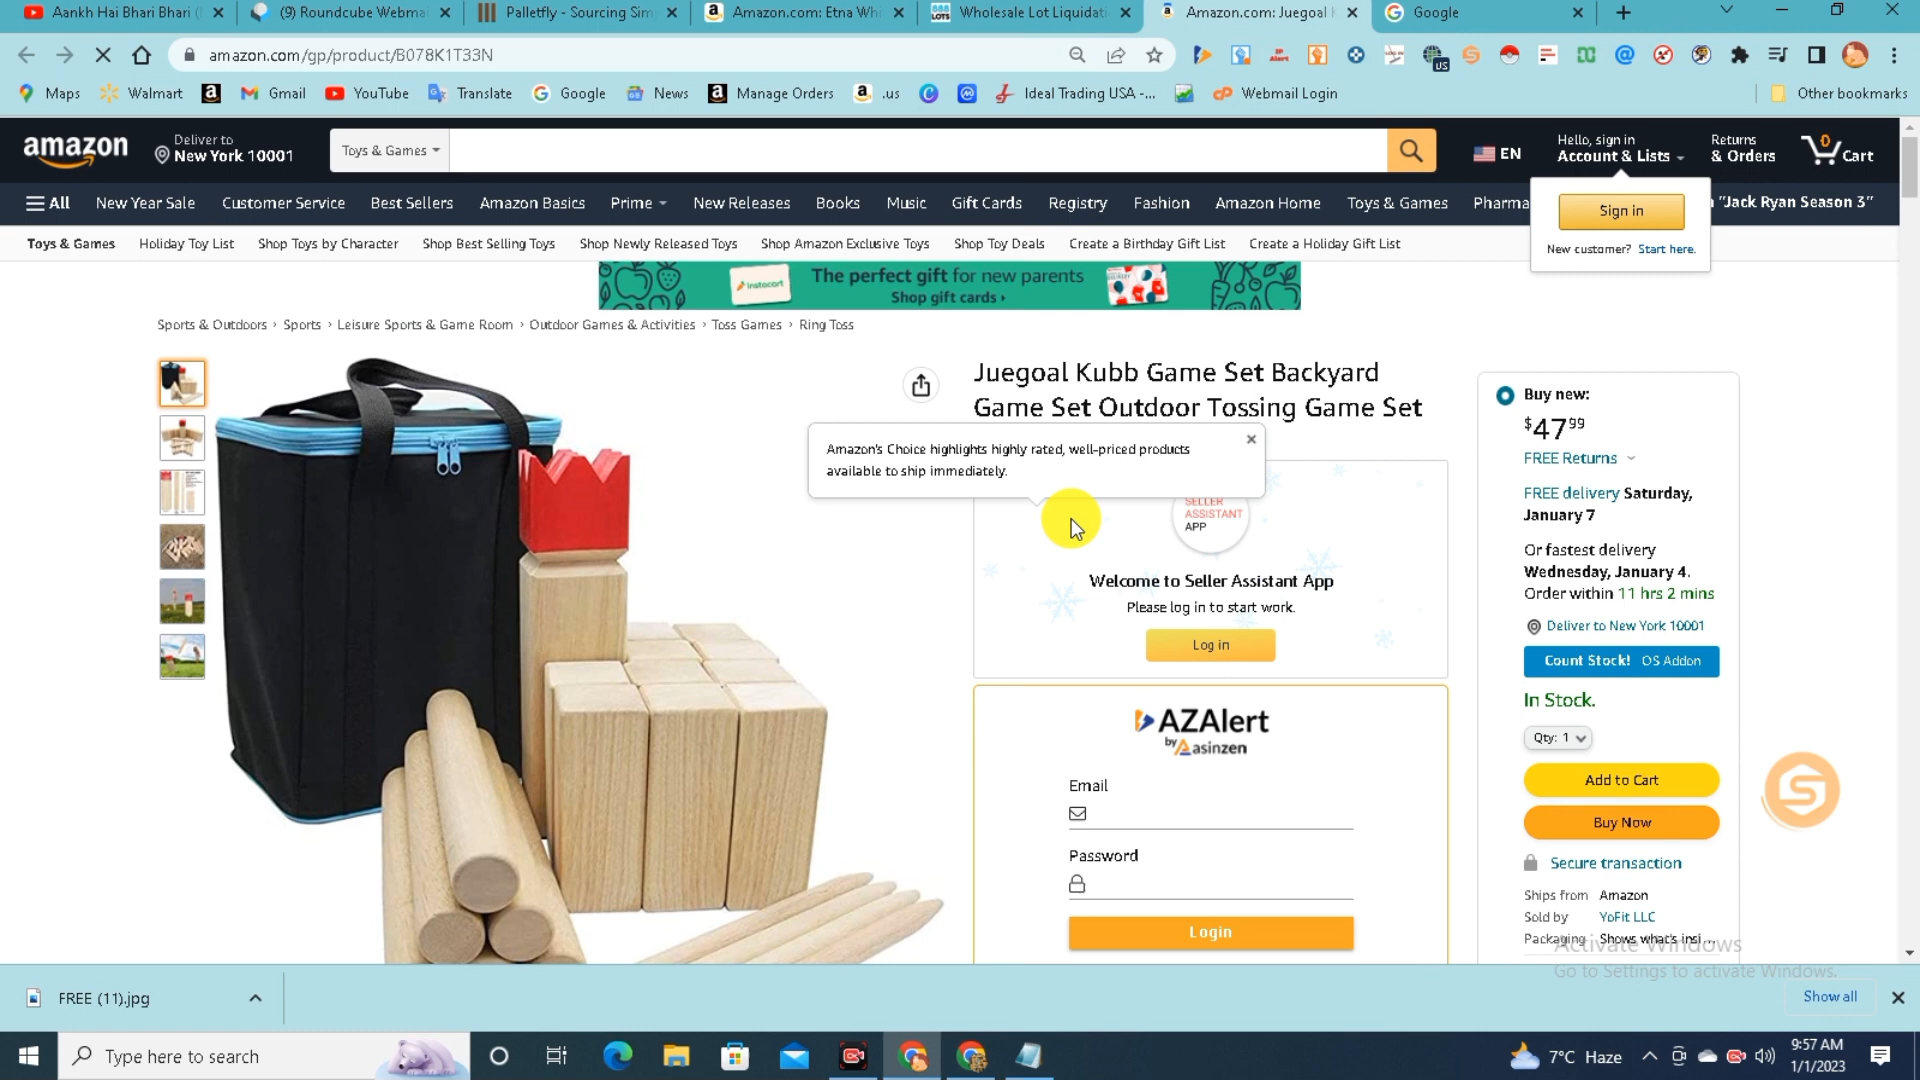 Aankh Hai Bhari Bhari (
(9) Roundcube Webma
Palletfly - Sourcing Sim
Amazon.com: Etna Whi
Wholesale Lot Liquidati
Amazon.com: Juegoal
Google
amazon.com/gp/product/B078K1T33N
Maps
Walmart
Gmail
YouTube
Translate
Google
News
Manage Orders
.us
Ideal Trading USA -...
Webmail Login
Other bookmarks
amazon
Deliver to
New York 10001
Toys & Games
EN
Hello, sign in
Account & Lists
Returns
& Orders
0
Cart
All
New Year Sale
Customer Service
Best Sellers
Amazon Basics
Prime
New Releases
Books
Music
Gift Cards
Registry
Fashion
Amazon Home
Toys & Games
Pharma
"Jack Ryan Season 3"
Sign in
New customer? Start here.
Toys & Games
Holiday Toy List
Shop Toys by Character
Shop Best Selling Toys
Shop Newly Released Toys
Shop Amazon Exclusive Toys
Shop Toy Deals
Create a Birthday Gift List
Create a Holiday Gift List
instacart
The perfect gift for new parents
Shop gift cards ›
Sports & Outdoors › Sports › Leisure Sports & Game Room › Outdoor Games & Activities › Toss Games › Ring Toss
Juegoal Kubb Game Set Backyard
Game Set Outdoor Tossing Game Set
Amazon's Choice highlights highly rated, well-priced products
available to ship immediately.
SELLER
ASSISTANT
APP
Welcome to Seller Assistant App
Please log in to start work.
Log in
AZAlert
by asinzen
Email
Password
Login
Buy new:
$47 99
FREE Returns
FREE delivery Saturday,
January 7
Or fastest delivery
Wednesday, January 4.
Order within 11 hrs 2 mins
Deliver to New York 10001
Count Stock! OS Addon
In Stock.
Qty: 1
Add to Cart
Buy Now
Secure transaction
Ships from Amazon
Sold by YoFit LLC
Packaging Shows what's insi...
Activate Windows
Go to Settings to activate Windows.
FREE (11).jpg
Show all
Type here to search
7°C Haze
9:57 AM
1/1/2023